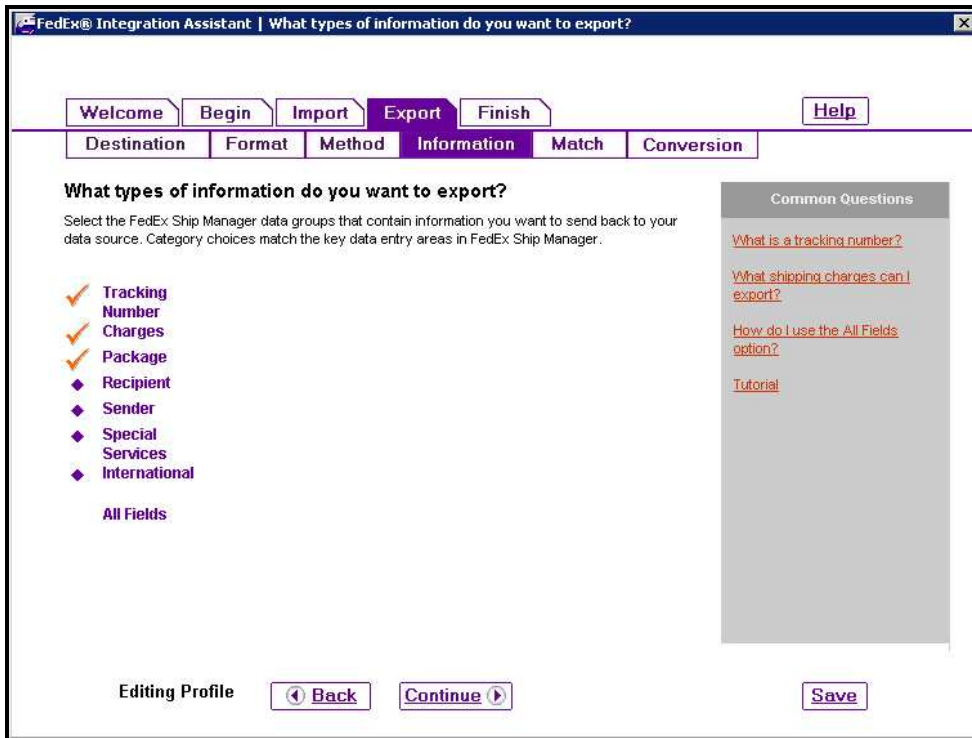 FedEx® Integration Assistant | What types of information do you want to export?
Welcome Begin Import Export Finish Help
Destination Format Method Information Match Conversion
What types of information do you want to export?
Select the FedEx Ship Manager data groups that contain information you want to send back to your
data source. Category choices match the key data entry areas in FedEx Ship Manager.
Tracking
Number
Charges
Package
Recipient
Sender
Special
Services
International
All Fields
Common Questions
What is a tracking number?
What shipping charges can I
export?
How do I use the All Fields
option?
Tutorial
Editing Profile Back Continue Save